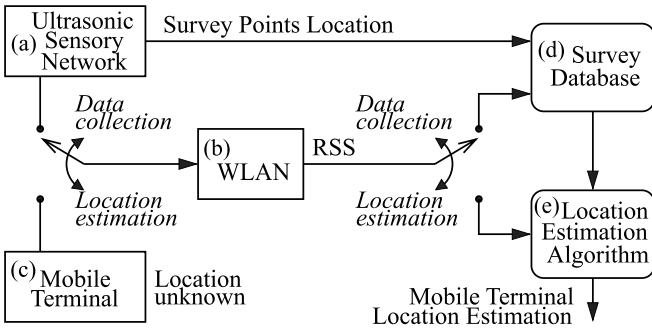 (a) Ultrasonic
Sensory
Network
Survey Points Location
(d) Survey
Database
Data
collection
Data
collection
(b) WLAN
RSS
Location
estimation
Location
estimation
(e) Location
Estimation
Algorithm
(c) Mobile
Terminal
Location
unknown
Mobile Terminal
Location Estimation